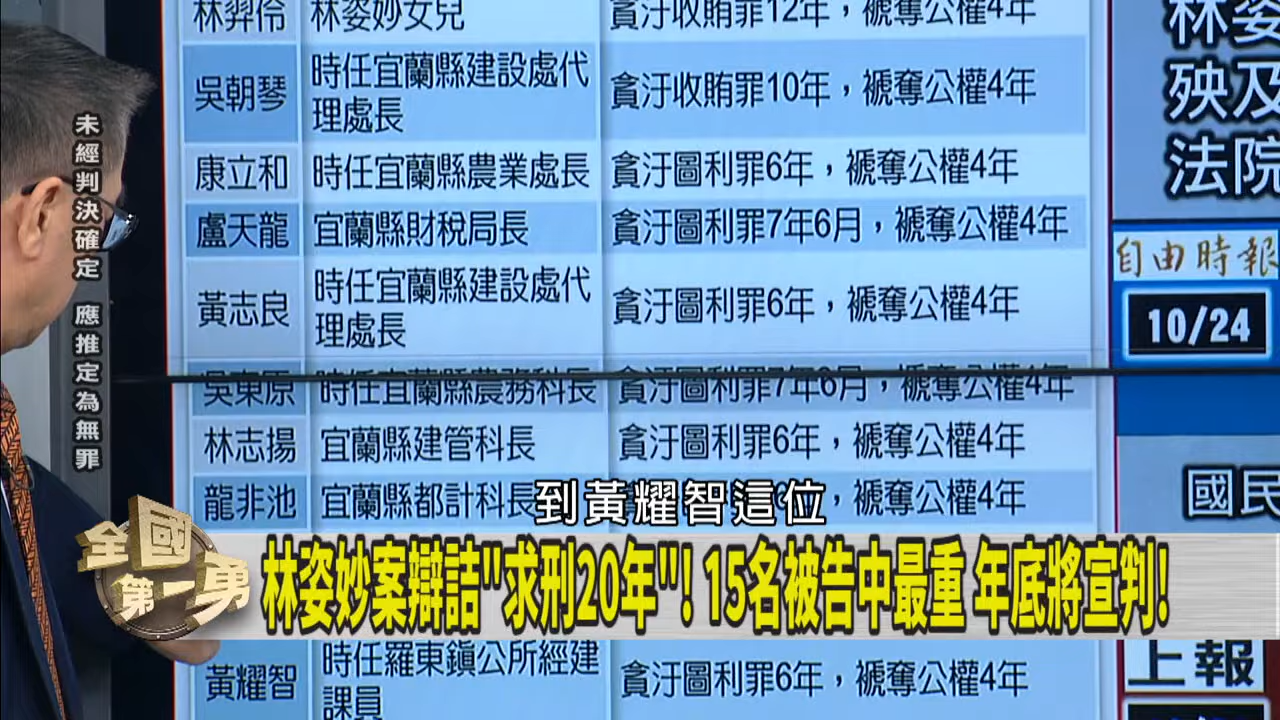 林羿伶 林姿妙女兒 貪汙收賄罪12年，褫奪公權4年
吳朝琴 時任宜蘭縣建設處代
理處長 貪汙收賄罪10年，褫奪公權4年
康立和 時任宜蘭縣農業處長 貪汙圖利罪6年，褫奪公權4年
盧天龍 宜蘭縣財稅局長 貪汙圖利罪7年6月，褫奪公權4年
黃志良 時任宜蘭縣建設處代
理處長 貪汙圖利罪6年，褫奪公權4年
吳東原 時任宜蘭縣農務科長 貪汙圖利罪7年6月，褫奪公權4年
林志揚 宜蘭縣建管科長 貪汙圖利罪6年，褫奪公權4年
龍非池 宜蘭縣都計科長 褫奪公權4年
黃耀智 時任羅東鎮公所經建
課員 貪汙圖利罪6年，褫奪公權4年
未經判決確定 應推定為無罪
林姿
殃及
法院
自由時報
10/24
國民
上報
到黃耀智這位
全國第一勇
林姿妙案辯詰"求刑20年"! 15名被告中最重 年底將宣判!